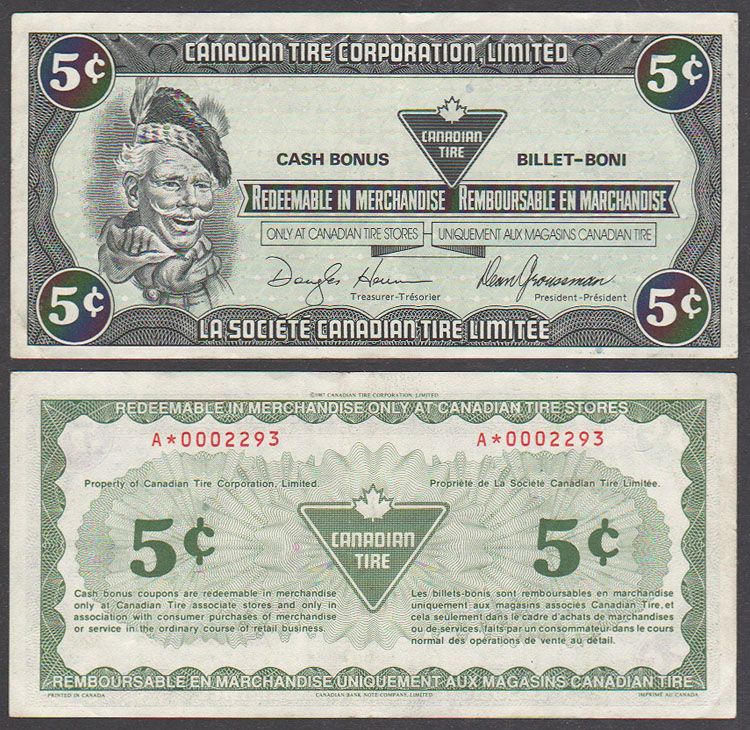 5¢ CANADIAN TIRE CORPORATION, LIMITED 5¢
CANADIAN
TIRE
CASH BONUS BILLET-BONI
REDEEMABLE IN MERCHANDISE REMBOURSABLE EN MARCHANDISE
ONLY AT CANADIAN TIRE STORES UNIQUEMENT AUX MAGASINS CANADIAN TIRE
Treasurer-Trésorier President-Président
5¢ LA SOCIÉTÉ CANADIAN TIRE LIMITÉE 5¢
©1987 CANADIAN TIRE CORPORATION, LIMITED
REDEEMABLE IN MERCHANDISE ONLY AT CANADIAN TIRE STORES
A*0002293 A*0002293
Property of Canadian Tire Corporation, Limited. Propriété de La Société Canadian Tire Limitée.
5¢ CANADIAN 5¢
TIRE
Cash bonus coupons are redeemable in merchandise
only at Canadian Tire associate stores and only in
association with consumer purchases of merchandise
or service in the ordinary course of retail business.
Les billets-bonis sont remboursables en marchandise
uniquement aux magasins associés Canadian Tire, et
cela seulement dans le cadre d'achats de marchandises
ou de services, faits par un consommateur dans le cours
normal des opérations de vente au détail.
REMBOURSABLE EN MARCHANDISE UNIQUEMENT AUX MAGASINS CANADIAN TIRE
PRINTED IN CANADA CANADIAN BANK NOTE COMPANY, LIMITED IMPRIMÉ AU CANADA